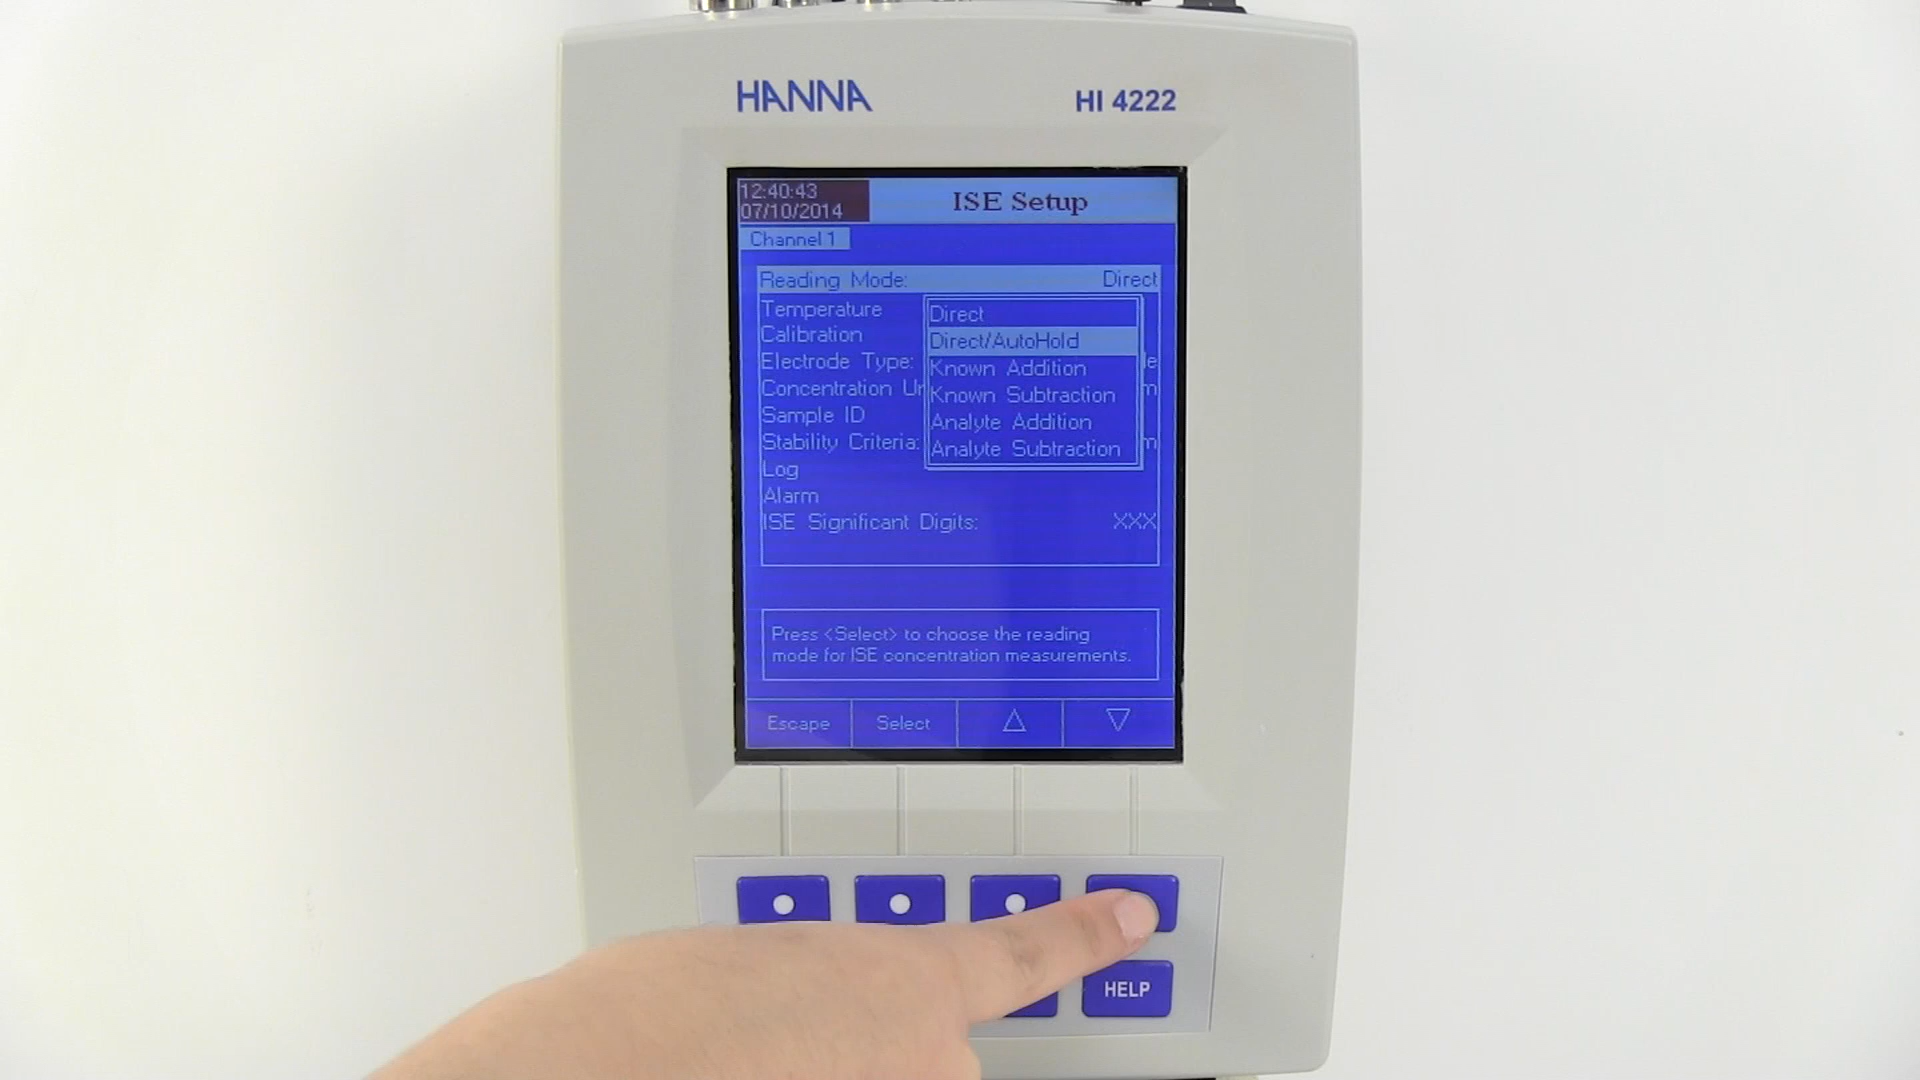 HANNA HI 4222
12:40:43
07/10/2014
ISE Setup
Channel 1
Reading Mode: Direct
Temperature
Calibration
Electrode Type:
Concentration
Sample ID
Stability Criteria:
Log
Alarm
ISE Significant Digits: XXX
Direct
Direct/AutoHold
Known Addition
Known Subtraction
Analyte Addition
Analyte Subtraction
Press <Select> to choose the reading
mode for ISE concentration measurements.
Escape Select △ ▽
HELP